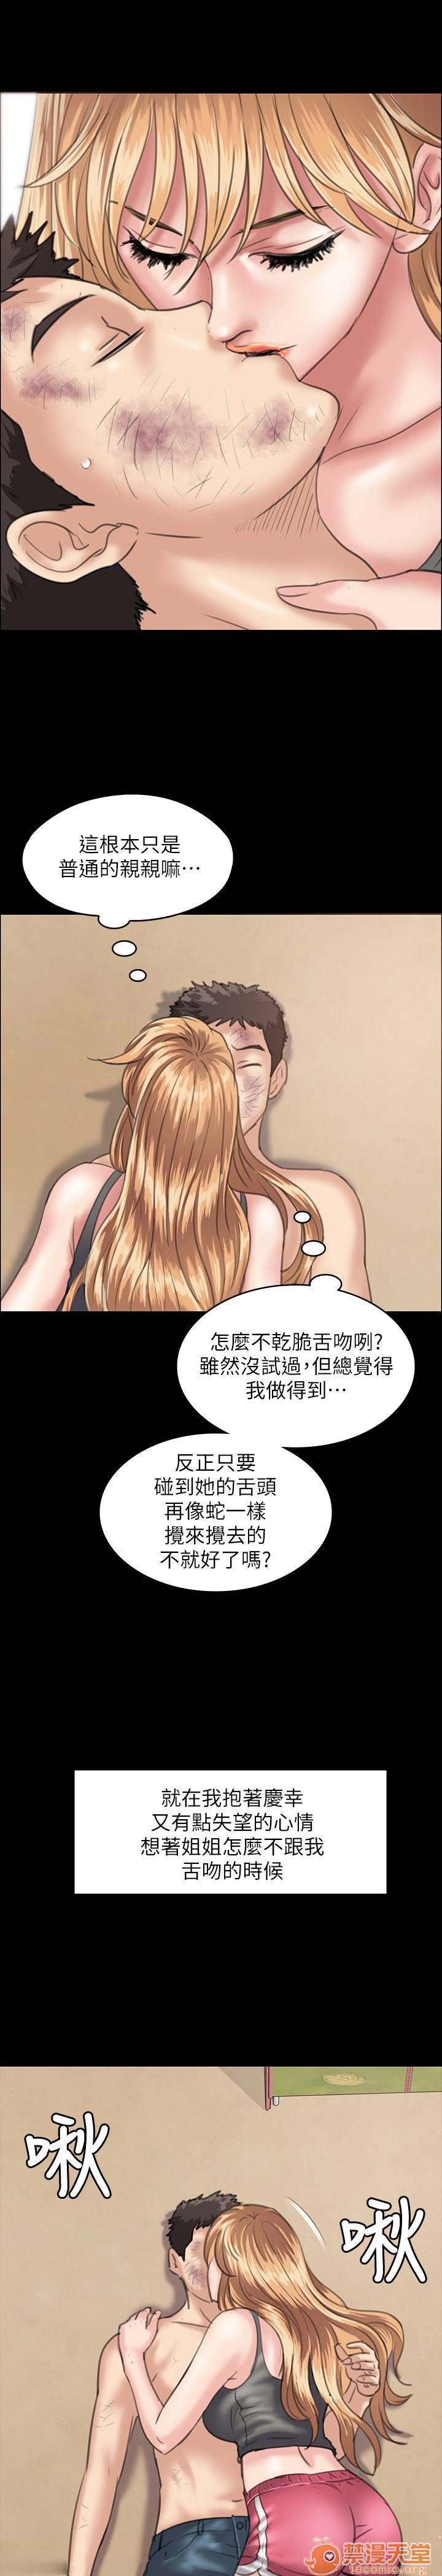 這根本只是
普通的親親嘛…
怎麼不乾脆舌吻咧?
雖然沒試過，但總覺得
我做得到…
反正只要
碰到她的舌頭
再像蛇一樣
攪來攪去的
不就好了嗎?
就在我抱著慶幸
又有點失望的心情
想著姐姐怎麼不跟我
舌吻的時候
啾
啾
禁漫天堂
18comic.vip